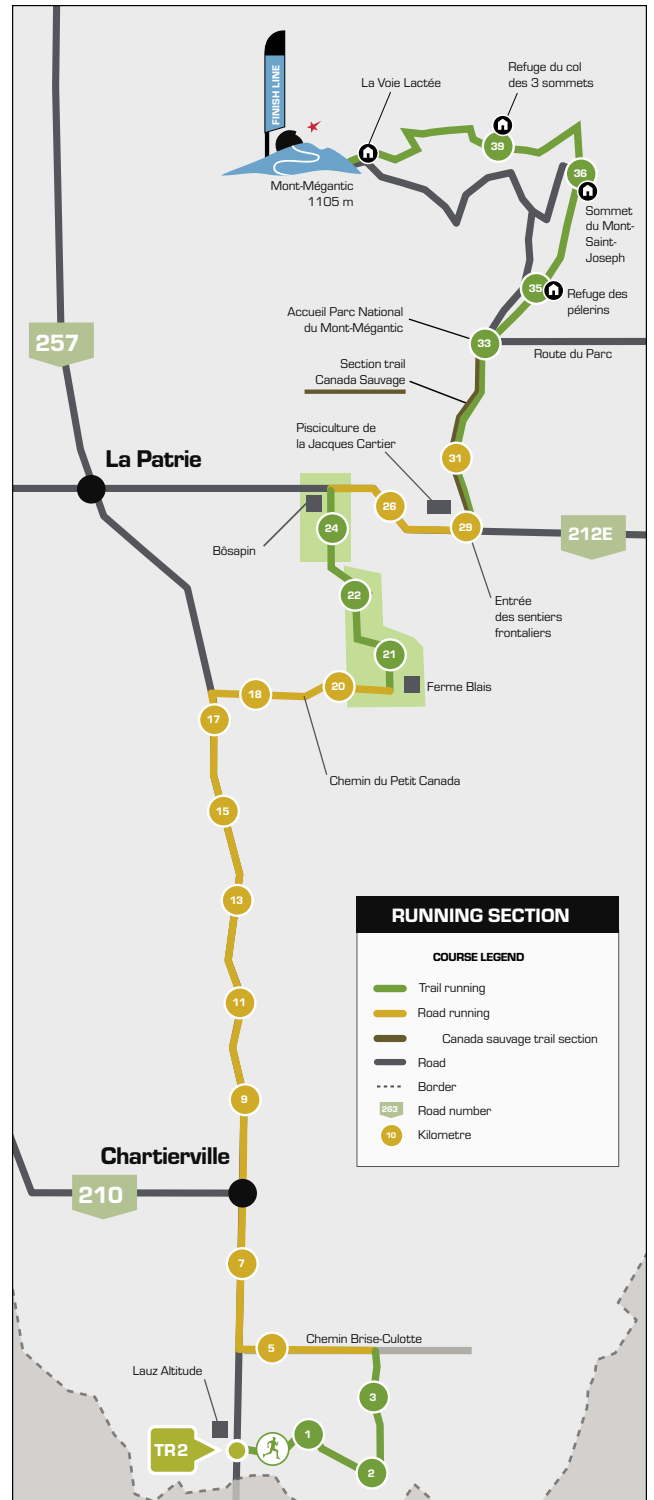 FINISH LINE
La Voie Lactée
Refuge du col
des 3 sommets
39
36
Mont-Mégantic
1105 m
Sommet
du Mont-
Saint-
Joseph
35
Refuge des
pélerins
Accueil Parc National
du Mont-Mégantic
33
Route du Parc
257
Section trail
Canada Sauvage
Pisciculture de
la Jacques Cartier
31
La Patrie
26
29
212E
24
Bôsapin
22
Entrée
des sentiers
frontaliers
21
Ferme Blais
20
18
17
Chemin du Petit Canada
15
13
11
9
RUNNING SECTION
COURSE LEGEND
Trail running
Road running
Canada sauvage trail section
Road
Border
263 Road number
10 Kilometre
Chartierville
210
7
Chemin Brise-Culotte
5
Lauz Altitude
3
1
TR2
2